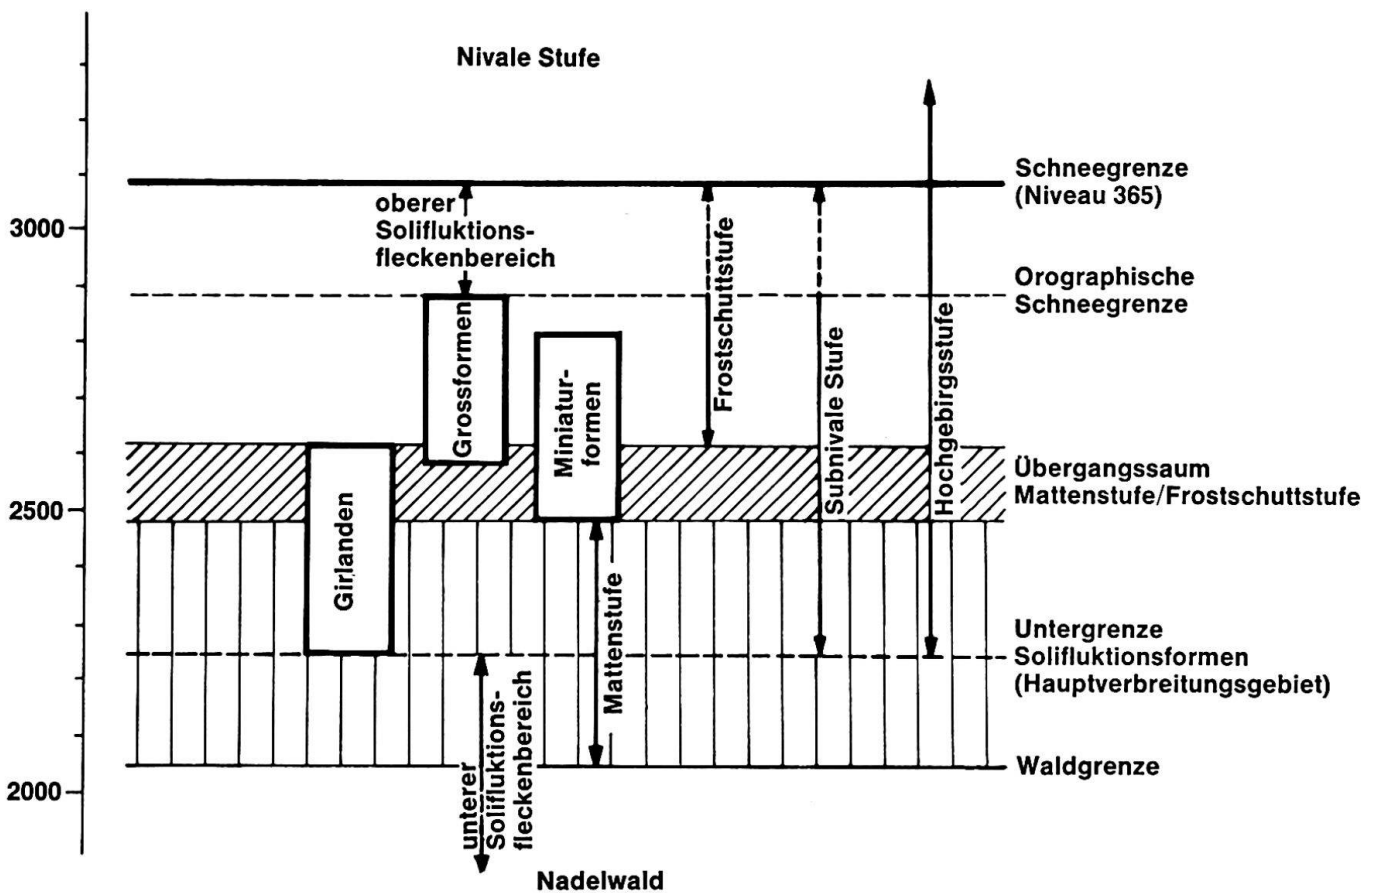 Nivale Stufe
Schneegrenze
(Niveau 365)
oberer
Solifluktions-
fleckenbereich
3000
Orographische
Schneegrenze
Grossformen
Miniatur-
formen
Frostschuttstufe
Subnivale Stufe
Hochgebirgsstufe
Übergangssaum
Mattenstufe/Frostschuttstufe
2500
Girlanden
Mattenstufe
Untergrenze
Solifluktionsformen
(Hauptverbreitungsgebiet)
unterer
Solifluktions-
fleckenbereich
Waldgrenze
2000
Nadelwald